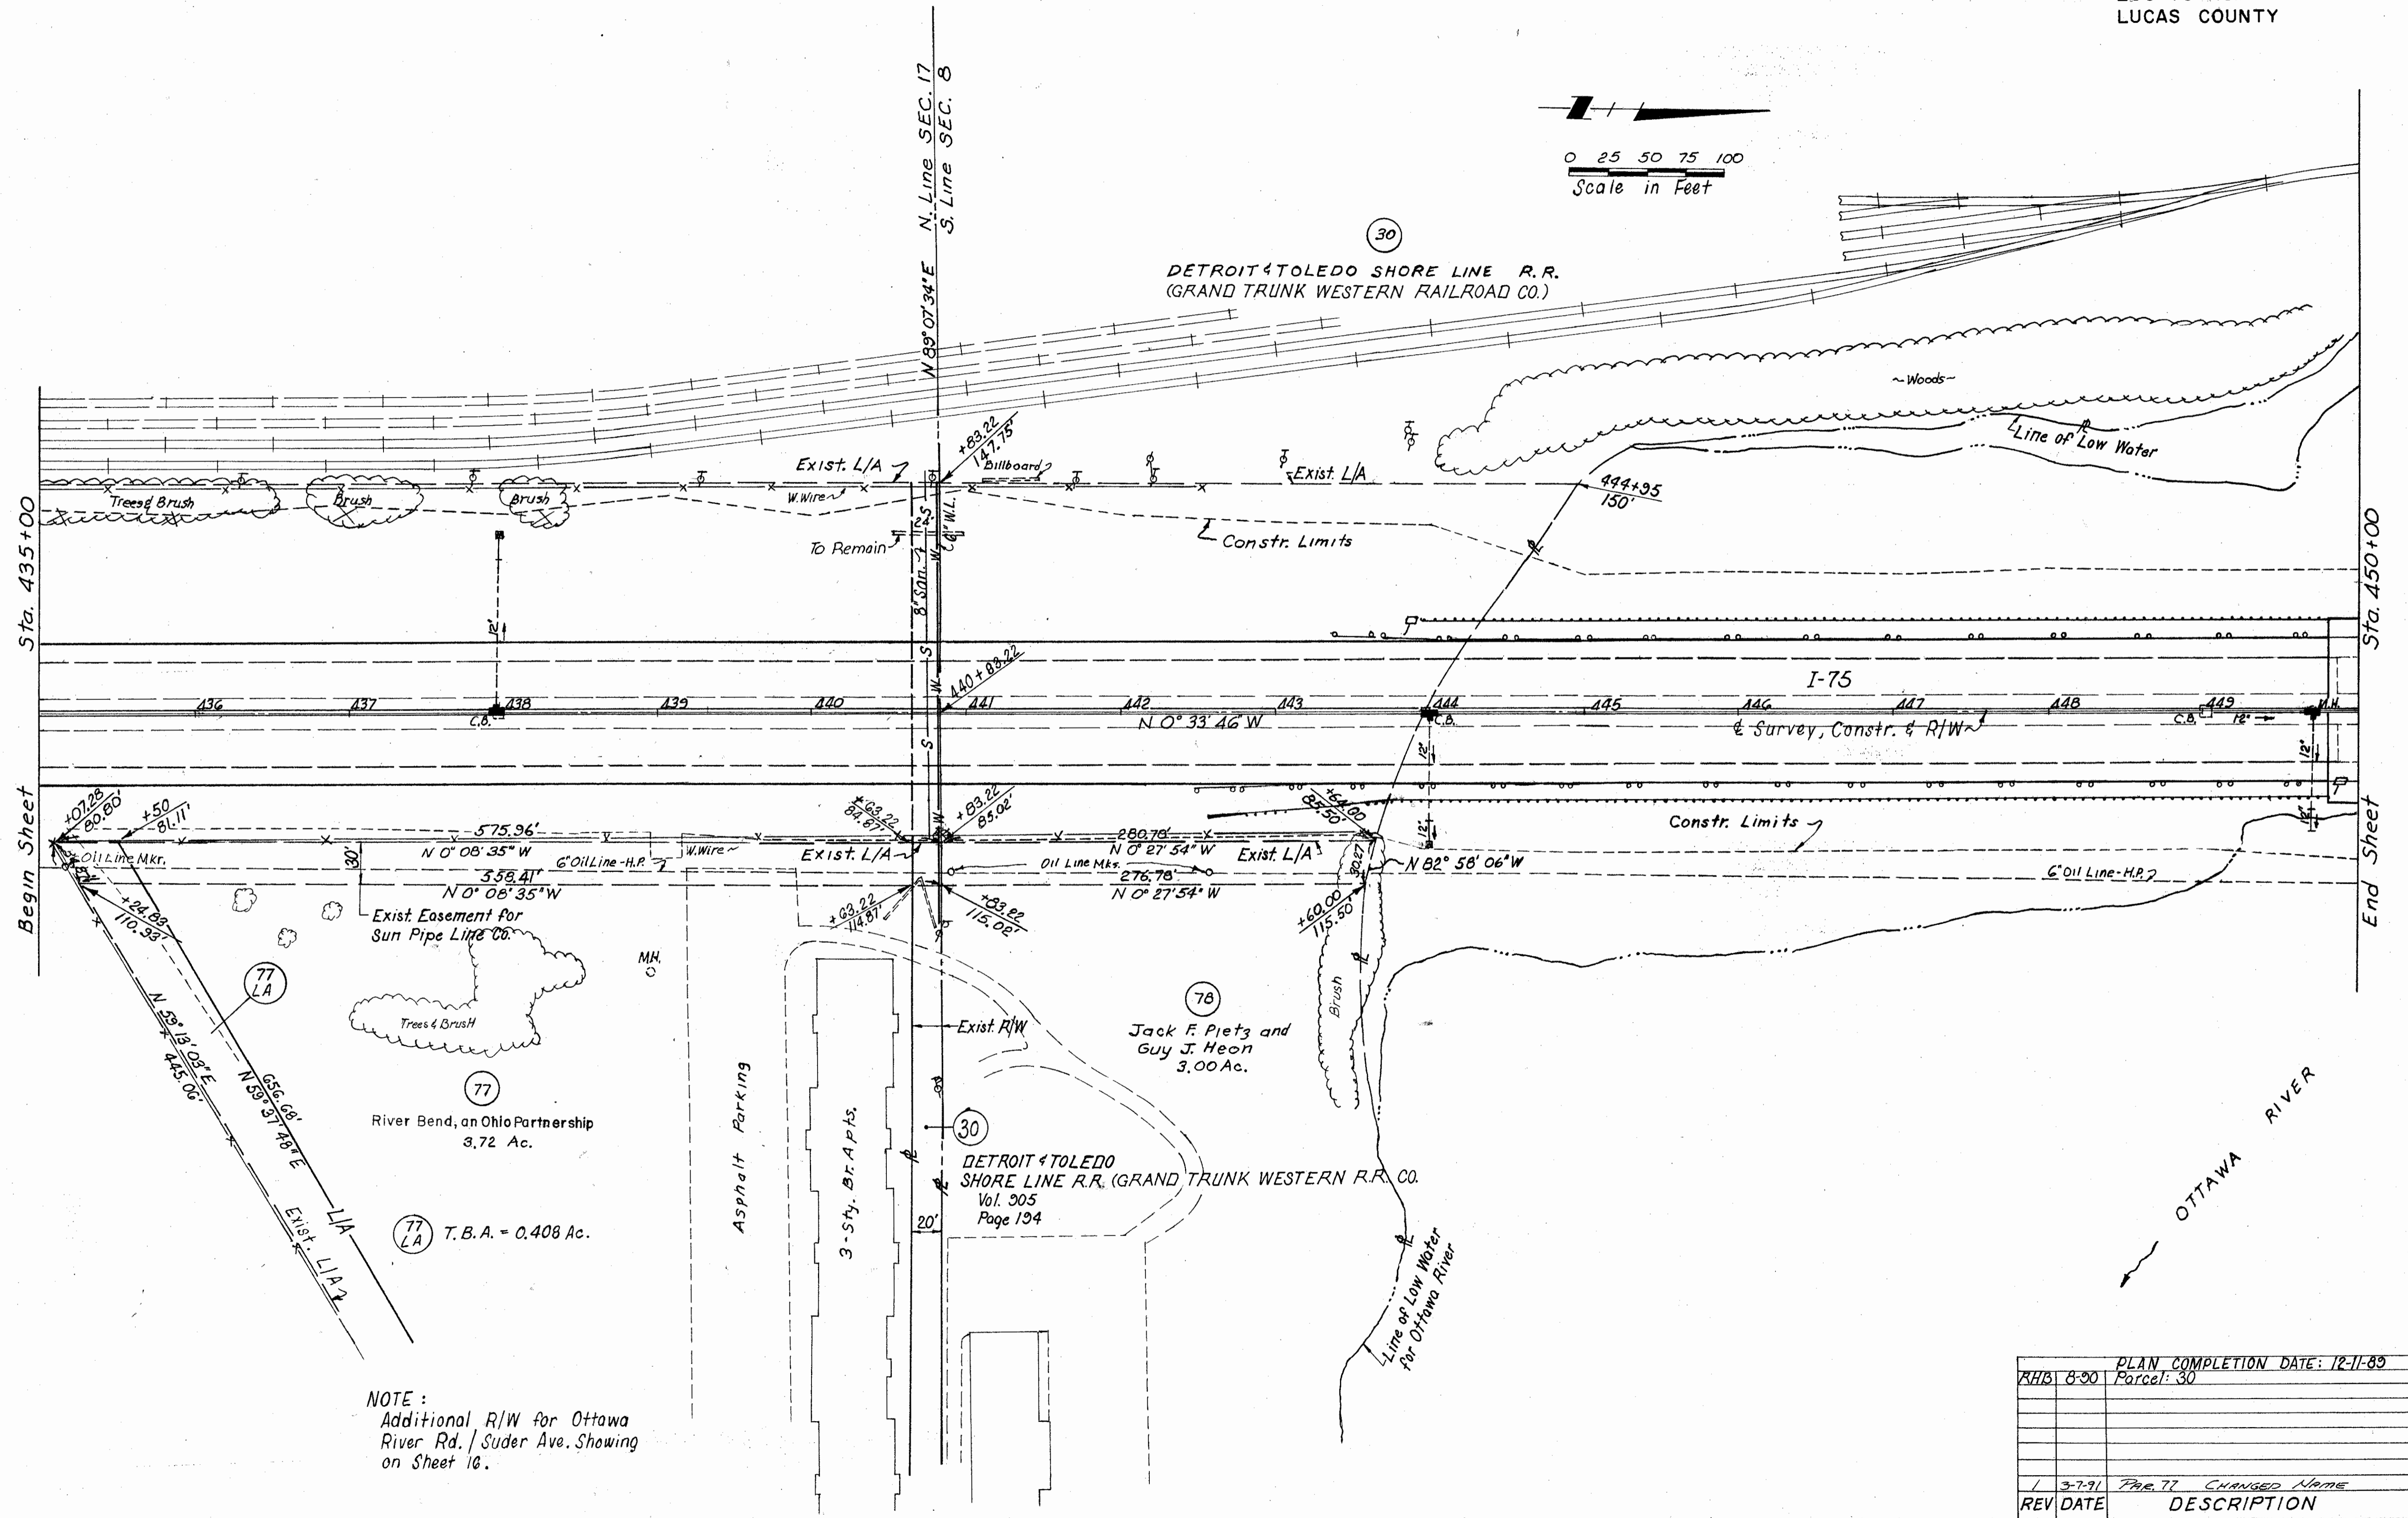 LUCAS COUNTY
N. Line SEC. 17
S. Line SEC. 8
N 89° 07' 34" E
0 25 50 75 100
Scale in Feet
30
DETROIT & TOLEDO SHORE LINE R.R.
(GRAND TRUNK WESTERN RAILROAD CO.)
~Woods~
Line of Low Water
+83.22
147.75'
Exist. L/A
Billboard
Exist. L/A
W.Wire
444+95
150'
Trees & Brush
Brush
Brush
24'
6" W.L.
To Remain
Constr. Limits
8" San.
Sta. 435+00
Sta. 450+00
12"
440+83.22
I-75
436 437 438 439 440 441 442 443 444 445 446 447 448 449
C.B.
C.B.
C.B.
12"
M.H.
N 0° 33' 46" W
℄ Survey, Constr. & R/W
12"
12"
12"
12"
Begin Sheet
End Sheet
+07.28
80.80'
+50
81.11'
+63.22
84.87'
+83.22
85.02'
+64.00
85.50
Constr. Limits
575.96'
N 0° 08' 35" W
280.78'
N 0° 27' 54" W
Oil Line Mkr.
30'
6" Oil Line-H.P.
W.Wire
Exist. L/A
Exist. L/A
Oil Line Mks.
30.27
N 82° 58' 06" W
558.41'
N 0° 08' 35" W
276.78'
N 0° 27' 54" W
6" Oil Line-H.P.
+24.83
110.93'
Exist. Easement for
Sun Pipe Line Co.
+63.22
114.87'
+83.22
115.02'
+60.00
115.50'
77
LA
M.H.
Trees & Brush
Exist. R/W
78
Jack F. Pietz and
Guy J. Heon
3.00 Ac.
Brush
N 59° 13' 03" E
445.06'
656.68'
N 59° 37' 48" E
77
River Bend, an Ohio Partnership
3.72 Ac.
Asphalt Parking
3-Sty. Br. Apts.
30
DETROIT & TOLEDO
SHORE LINE R.R. (GRAND TRUNK WESTERN R.R. CO.
Vol. 905
Page 194
20'
L/A
Exist. L/A
77
LA
T.B.A. = 0.408 Ac.
Line of Low Water
for Ottawa River
OTTAWA RIVER
NOTE :
Additional R/W for Ottawa
River Rd. / Suder Ave. Showing
on Sheet 16.
PLAN COMPLETION DATE: 12-11-89
RHB 8-90 Parcel: 30
1 3-7-91 PAR. 77 CHANGED NAME
REV DATE DESCRIPTION